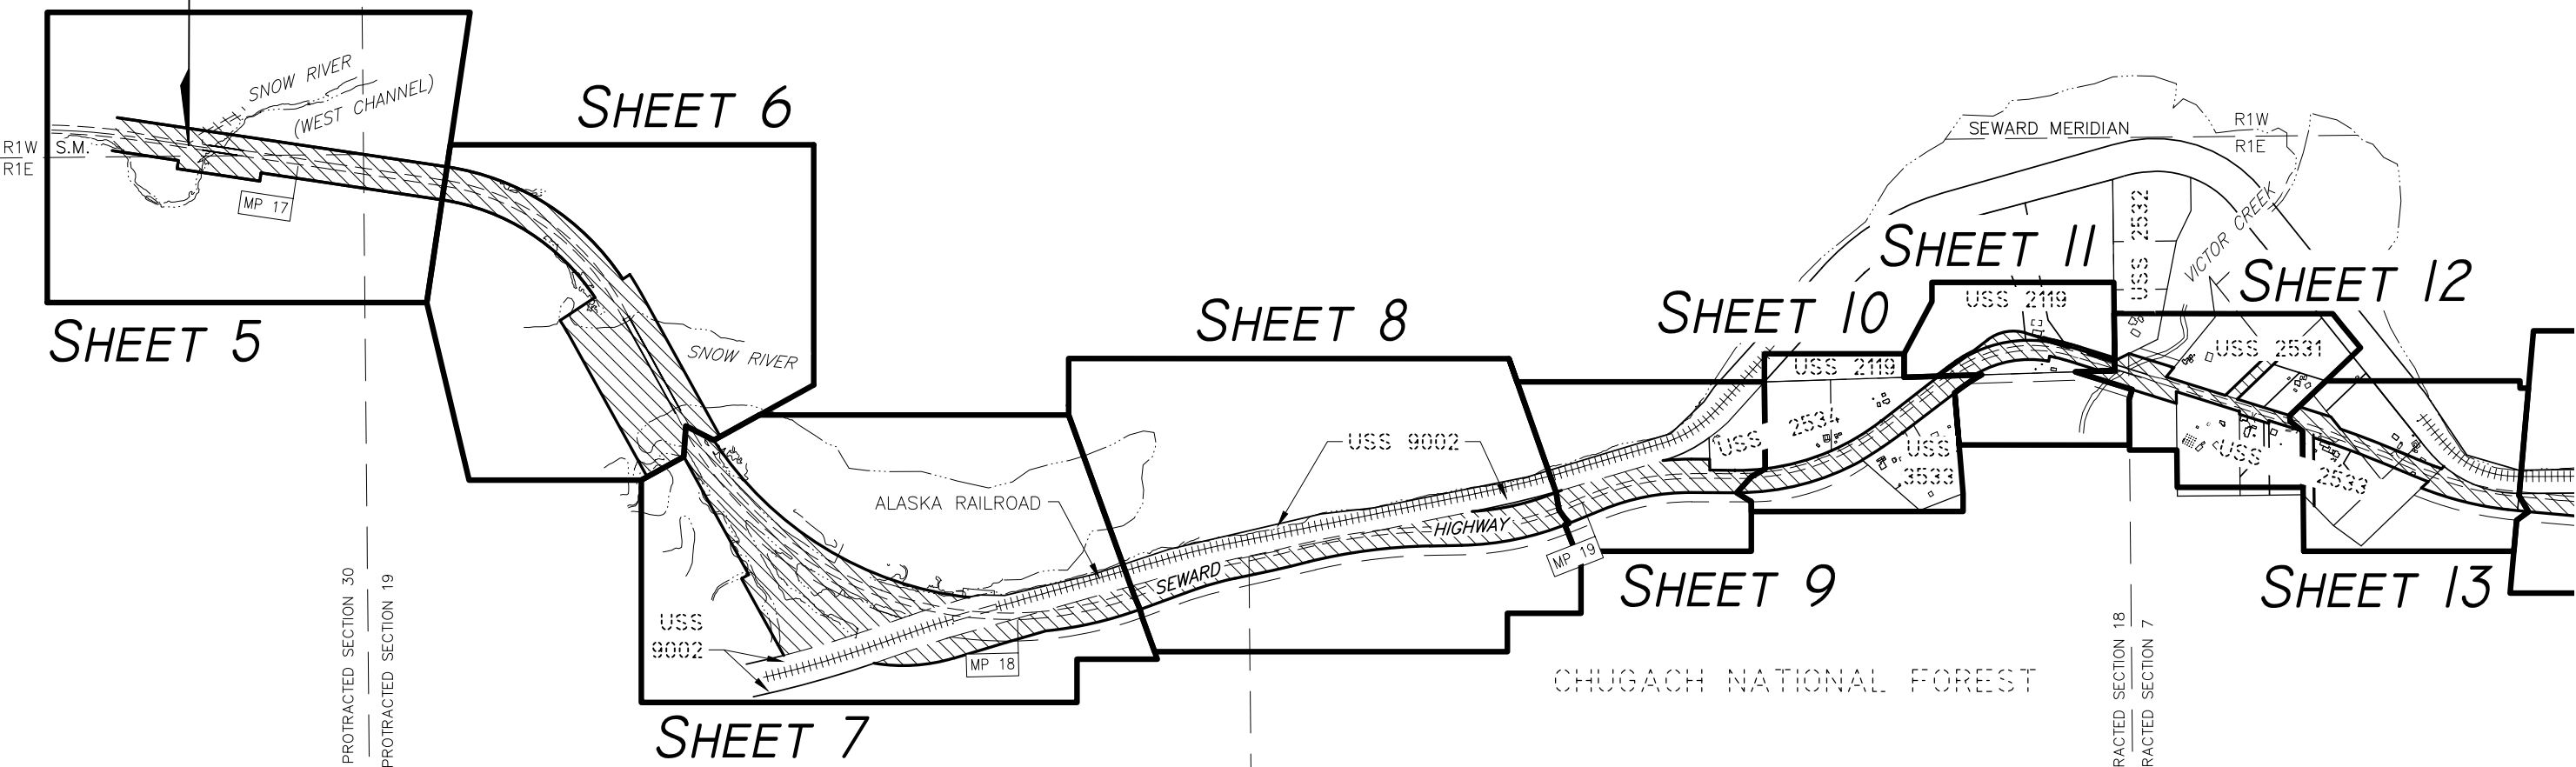 SNOW RIVER
(WEST CHANNEL)
R1W
S.M.
R1E
MP 17
SHEET 5
SHEET 6
SNOW RIVER
PROTRACTED SECTION 30
PROTRACTED SECTION 19
USS
9002
SHEET 7
ALASKA RAILROAD
MP 18
SHEET 8
USS 9002
SEWARD
HIGHWAY
MP 19
SHEET 9
SHEET 10
USS 2119
USS 2534
USS
3533
SHEET 11
USS 2119
SEWARD MERIDIAN
R1W
R1E
USS 2532
VICTOR CREEK
SHEET 12
USS 2531
USS
2533
SHEET 13
CHUGACH NATIONAL FOREST
RACTED SECTION 18
RACTED SECTION 7